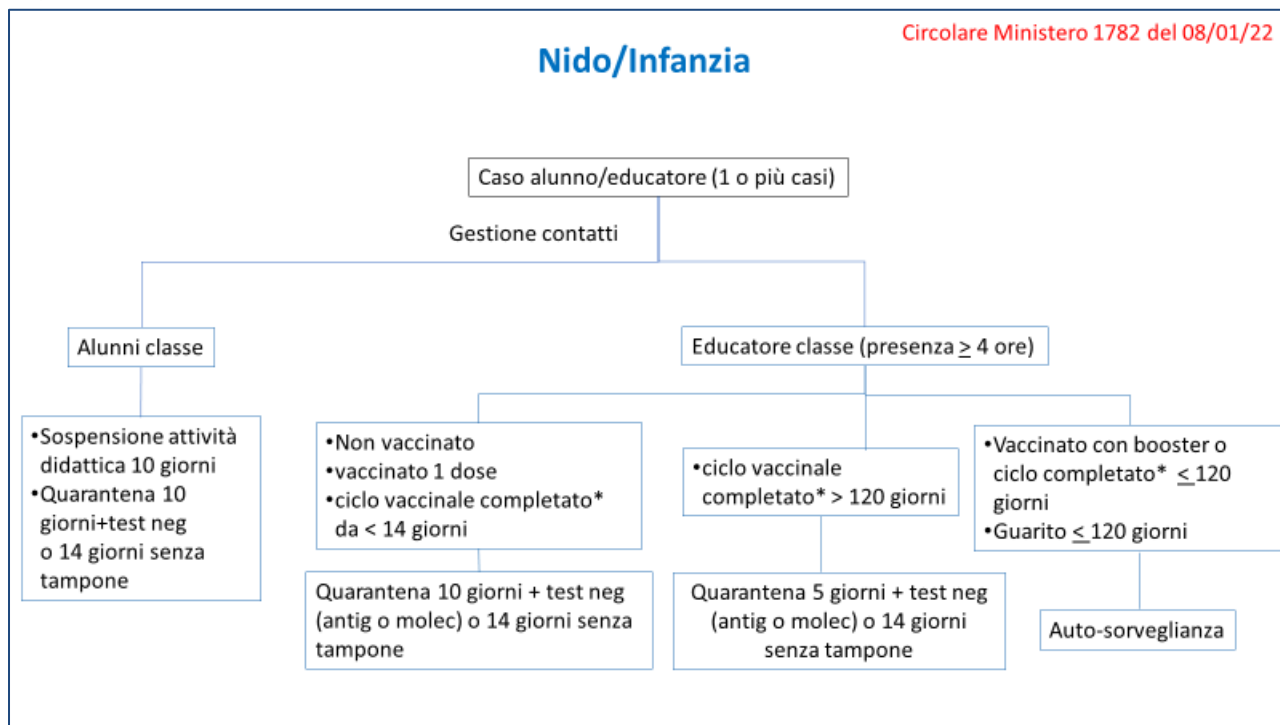 Circolare Ministero 1782 del 08/01/22
Nido/Infanzia
Caso alunno/educatore (1 o più casi)
Gestione contatti
Alunni classe
Educatore classe (presenza ≥ 4 ore)
•Sospensione attività
didattica 10 giorni
•Quarantena 10
giorni+test neg
o 14 giorni senza
tampone
•Non vaccinato
•vaccinato 1 dose
•ciclo vaccinale completato*
da < 14 giorni
•ciclo vaccinale
completato* > 120 giorni
•Vaccinato con booster o
ciclo completato* ≤ 120
giorni
•Guarito ≤ 120 giorni
Quarantena 10 giorni + test neg
(antig o molec) o 14 giorni senza
tampone
Quarantena 5 giorni + test neg
(antig o molec) o 14 giorni
senza tampone
Auto-sorveglianza